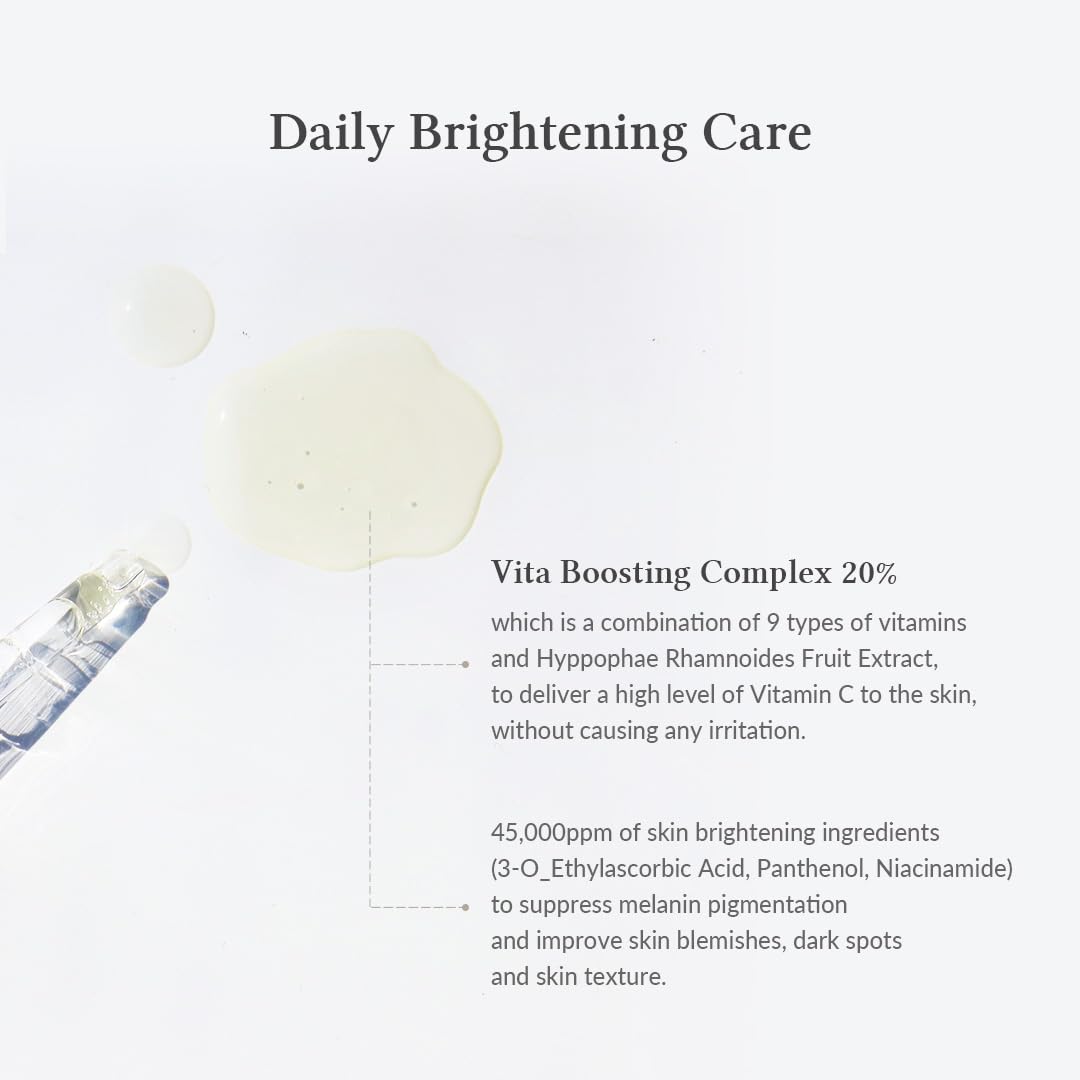 Daily Brightening Care
Vita Boosting Complex 20%
which is a combination of 9 types of vitamins
and Hyppophae Rhamnoides Fruit Extract,
to deliver a high level of Vitamin C to the skin,
without causing any irritation.
45,000ppm of skin brightening ingredients
(3-O_Ethylascorbic Acid, Panthenol, Niacinamide)
to suppress melanin pigmentation
and improve skin blemishes, dark spots
and skin texture.